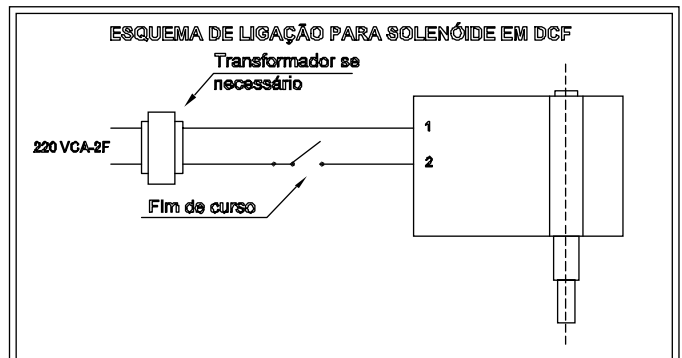 ESQUEMA DE LIGAÇÃO PARA SOLENÓIDE EM DCF
Transformador se
necessário
1
220 VCA-2F
2
Fim de curso